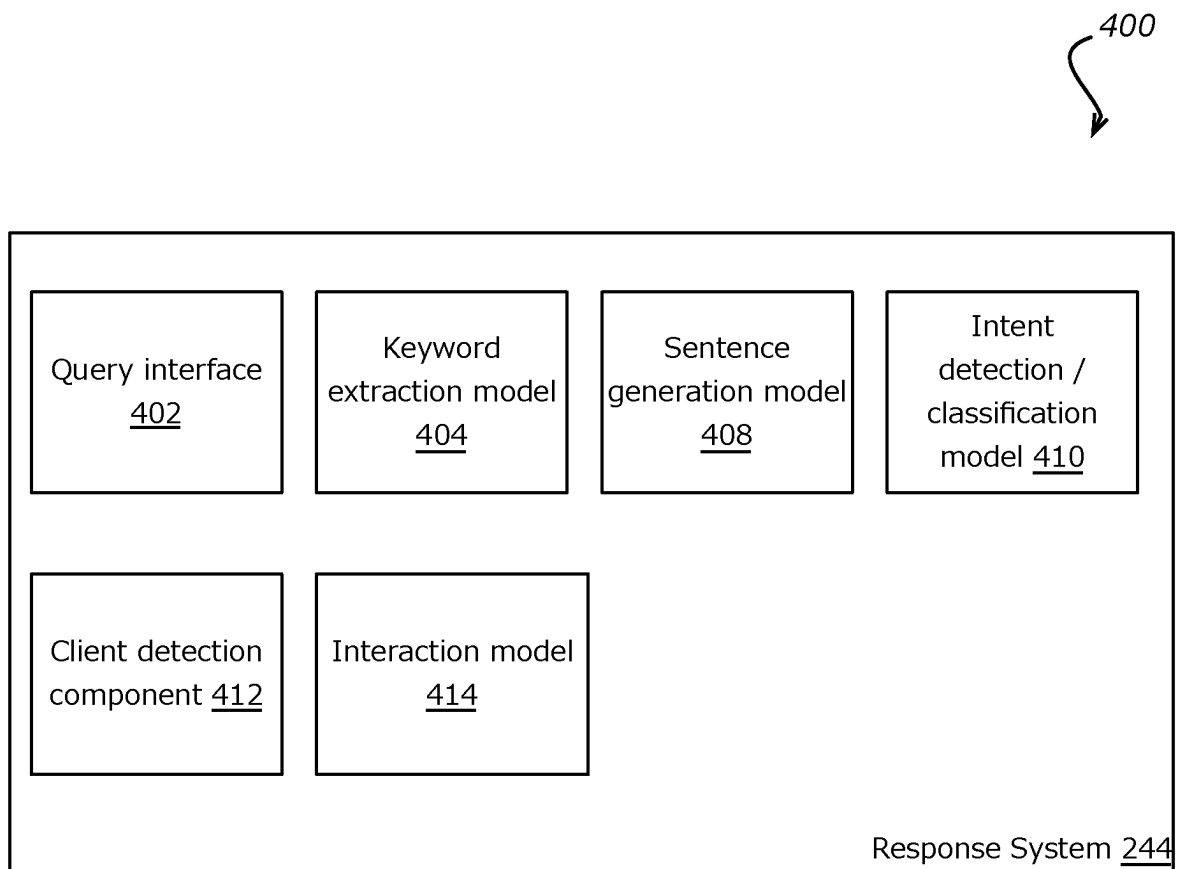 400
Query interface
402
Keyword
extraction model
404
Sentence
generation model
408
Intent
detection /
classification
model 410
Client detection
component 412
Interaction model
414
Response System 244